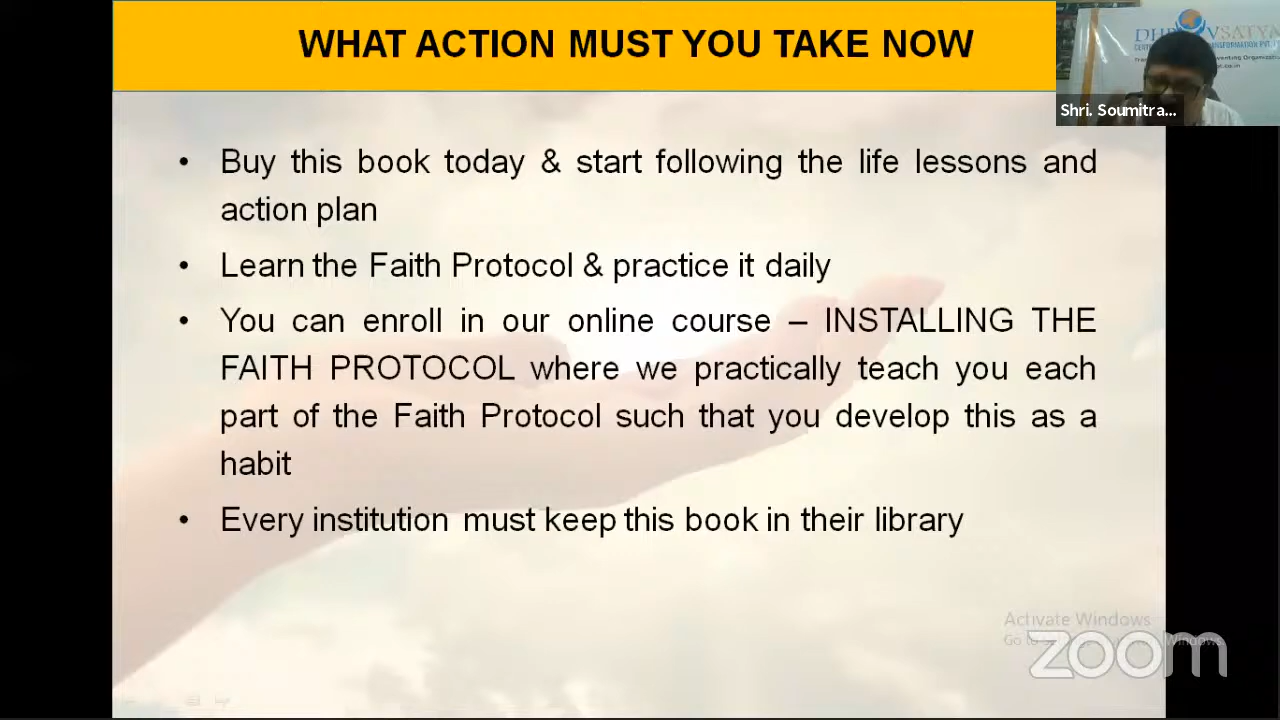 WHAT ACTION MUST YOU TAKE NOW
Shri. Soumitra...
• Buy this book today & start following the life lessons and
action plan
• Learn the Faith Protocol & practice it daily
• You can enroll in our online course – INSTALLING THE
FAITH PROTOCOL where we practically teach you each
part of the Faith Protocol such that you develop this as a
habit
• Every institution must keep this book in their library
Activate Windows
zoom